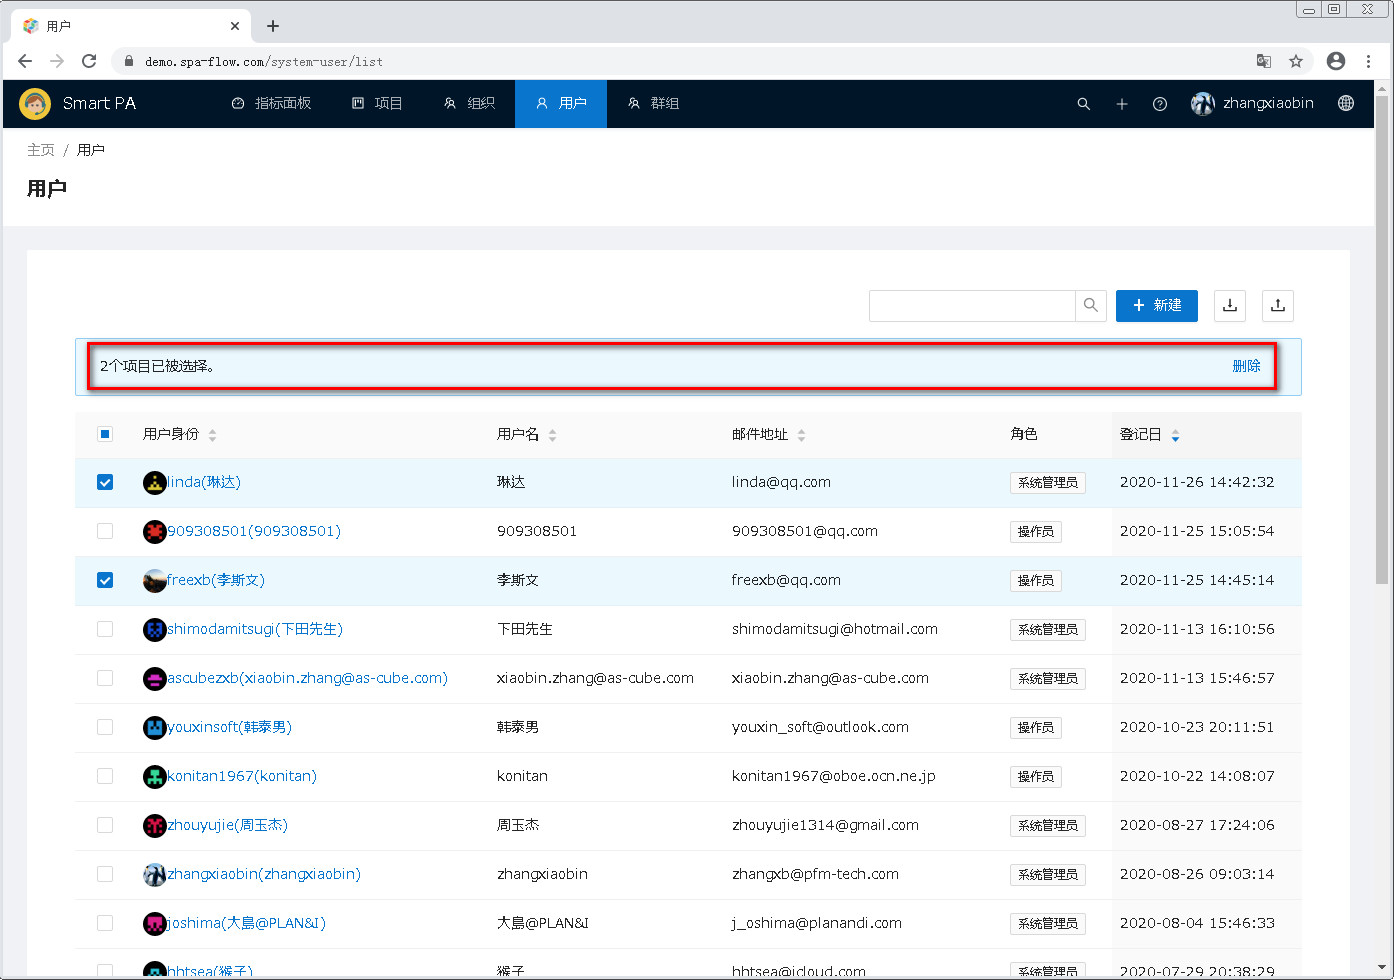 用户
demo.spa-flow.com/system-user/list
Smart PA 指标面板 项目 组织 用户 群组 zhangxiaobin
主页 / 用户
用户
新建
2个项目已被选择。 删除
用户身份 用户名 邮件地址 角色 登记日
linda(琳达) 琳达 linda@qq.com 系统管理员 2020-11-26 14:42:32
909308501(909308501) 909308501 909308501@qq.com 操作员 2020-11-25 15:05:54
freexb(李斯文) 李斯文 freexb@qq.com 操作员 2020-11-25 14:45:14
shimodamitsugi(下田先生) 下田先生 shimodamitsugi@hotmail.com 系统管理员 2020-11-13 16:10:56
ascubezxb(xiaobin.zhang@as-cube.com) xiaobin.zhang@as-cube.com xiaobin.zhang@as-cube.com 系统管理员 2020-11-13 15:46:57
youxinsoft(韩泰男) 韩泰男 youxin_soft@outlook.com 操作员 2020-10-23 20:11:51
konitan1967(konitan) konitan konitan1967@oboe.ocn.ne.jp 操作员 2020-10-22 14:08:07
zhouyujie(周玉杰) 周玉杰 zhouyujie1314@gmail.com 系统管理员 2020-08-27 17:24:06
zhangxiaobin(zhangxiaobin) zhangxiaobin zhangxb@pfm-tech.com 系统管理员 2020-08-26 09:03:14
joshima(大島@PLAN&I) 大島@PLAN&I j_oshima@planandi.com 系统管理员 2020-08-04 15:46:33
hhtsea(猴子) 猴子 hhtsea@icloud.com 系统管理员 2020-07-29 20:38:29